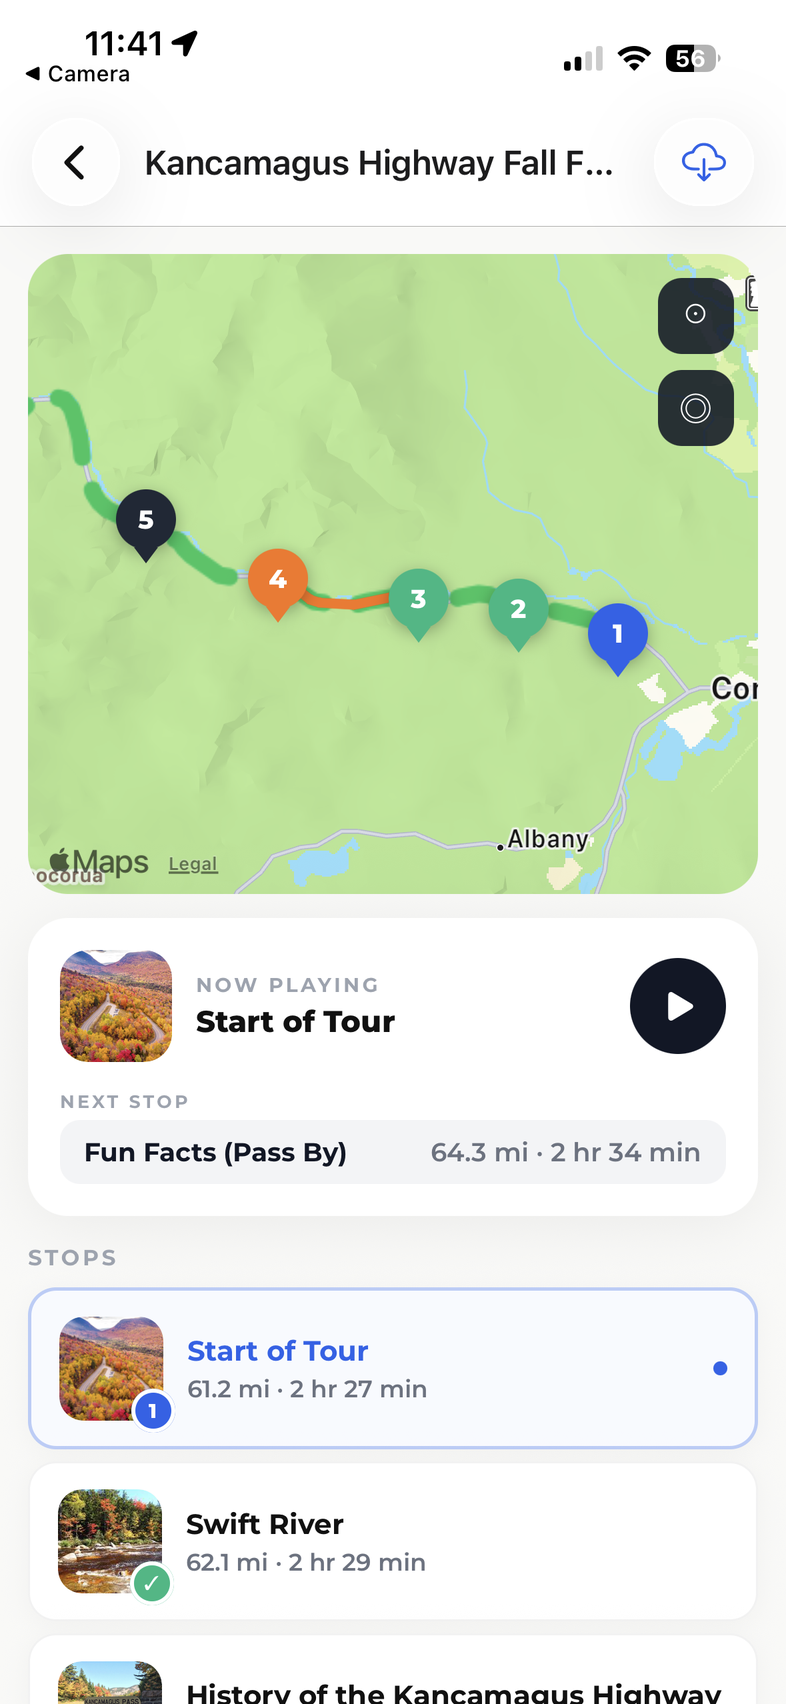 11:41
56
◀ Camera
Kancamagus Highway Fall F...
5
4
3
2
1
Cor
Albany
Maps Legal
ocorua
NOW PLAYING
Start of Tour
NEXT STOP
Fun Facts (Pass By) 64.3 mi · 2 hr 34 min
STOPS
Start of Tour
61.2 mi · 2 hr 27 min
1
Swift River
62.1 mi · 2 hr 29 min
✓
KANCAMAGUS PASS
History of the Kancamagus Highway